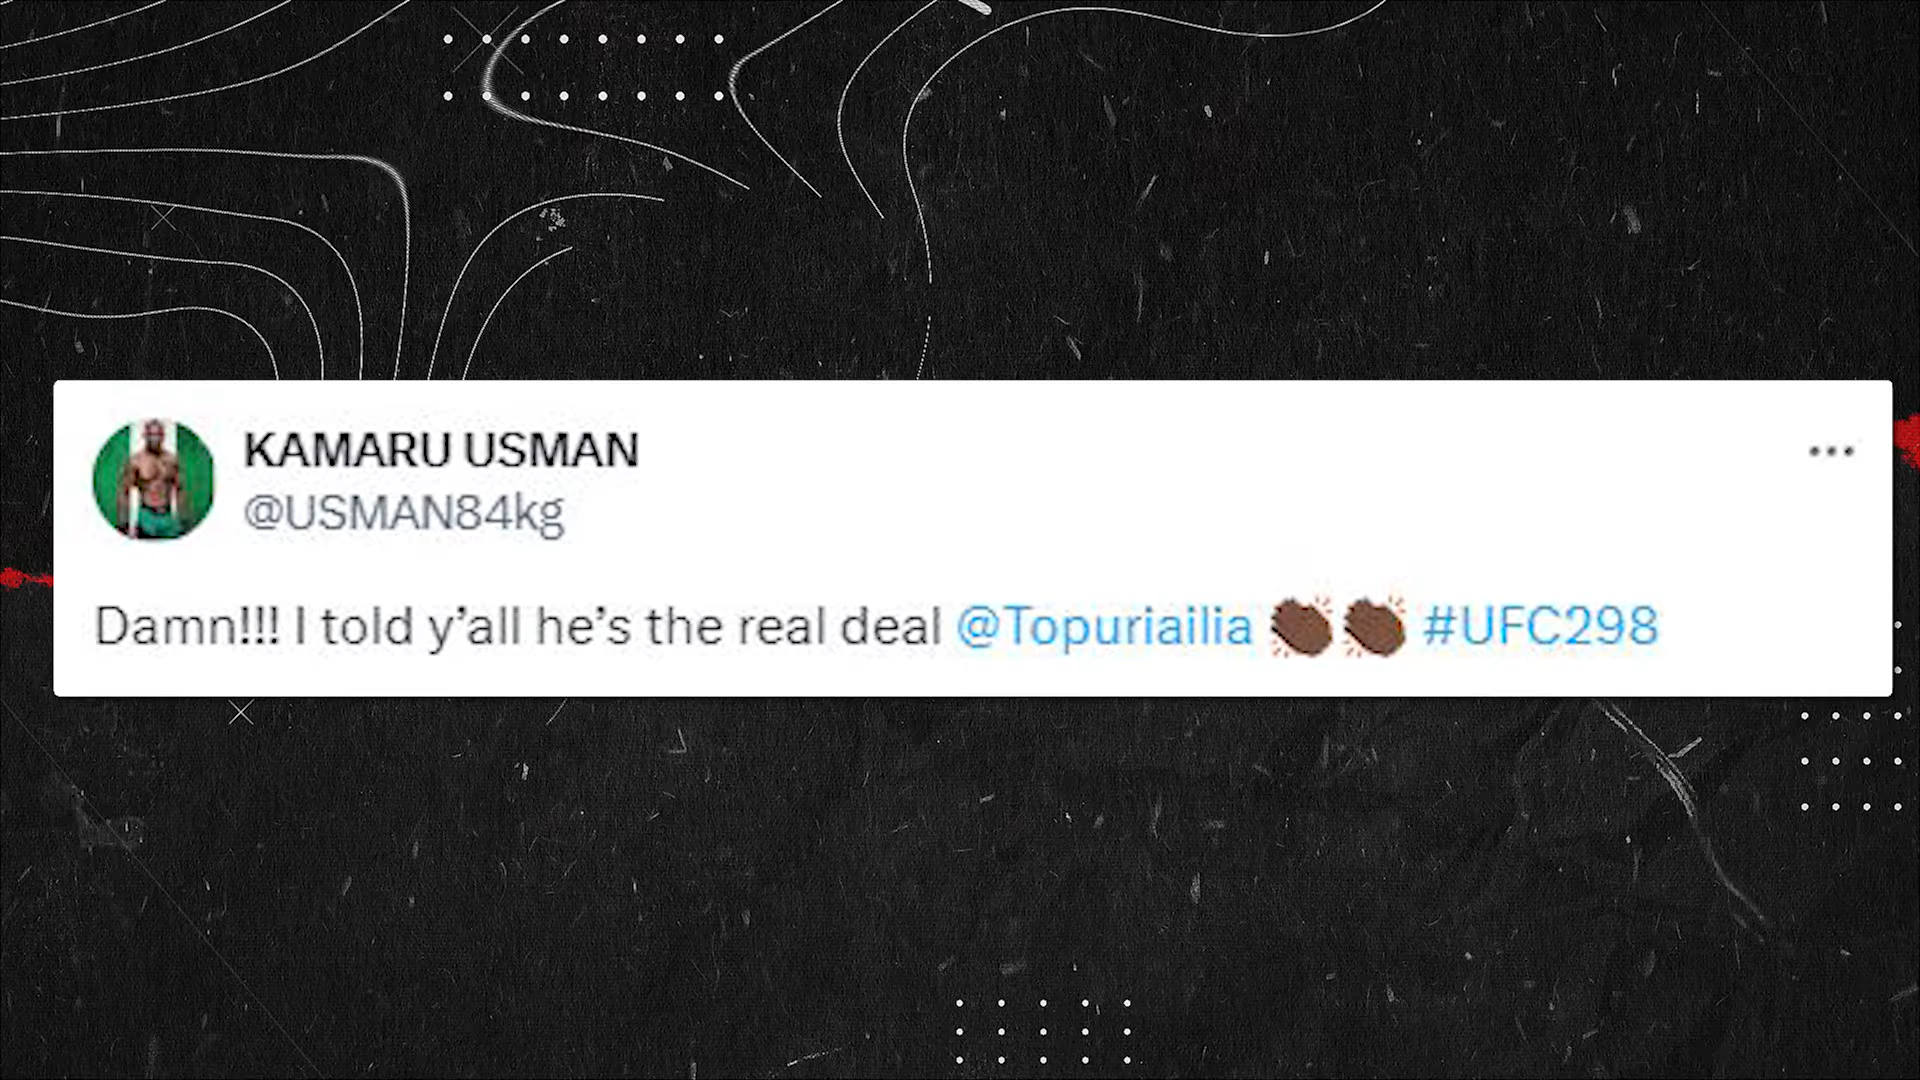 KAMARU USMAN
@USMAN84kg
Damn!!! I told y’all he’s the real deal @Topuriailia 👏🏿👏🏿 #UFC298